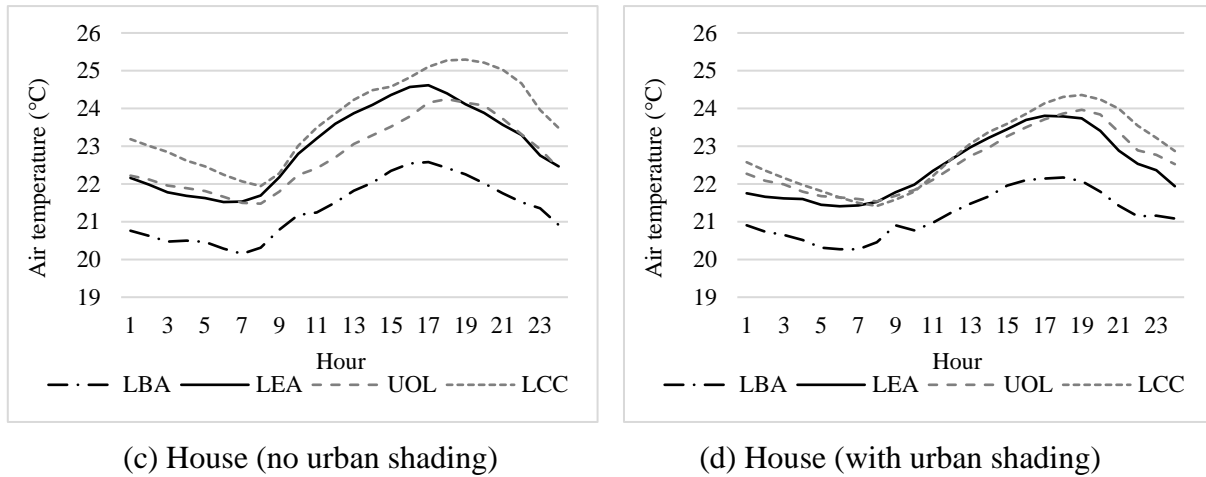 26
25
24
23
22
21
20
19
Air temperature (°C)
1 3 5 7 9 11 13 15 17 19 21 23
Hour
LBA LEA UOL LCC
(c) House (no urban shading)
26
25
24
23
22
21
20
19
Air temperature (°C)
1 3 5 7 9 11 13 15 17 19 21 23
Hour
LBA LEA UOL LCC
(d) House (with urban shading)